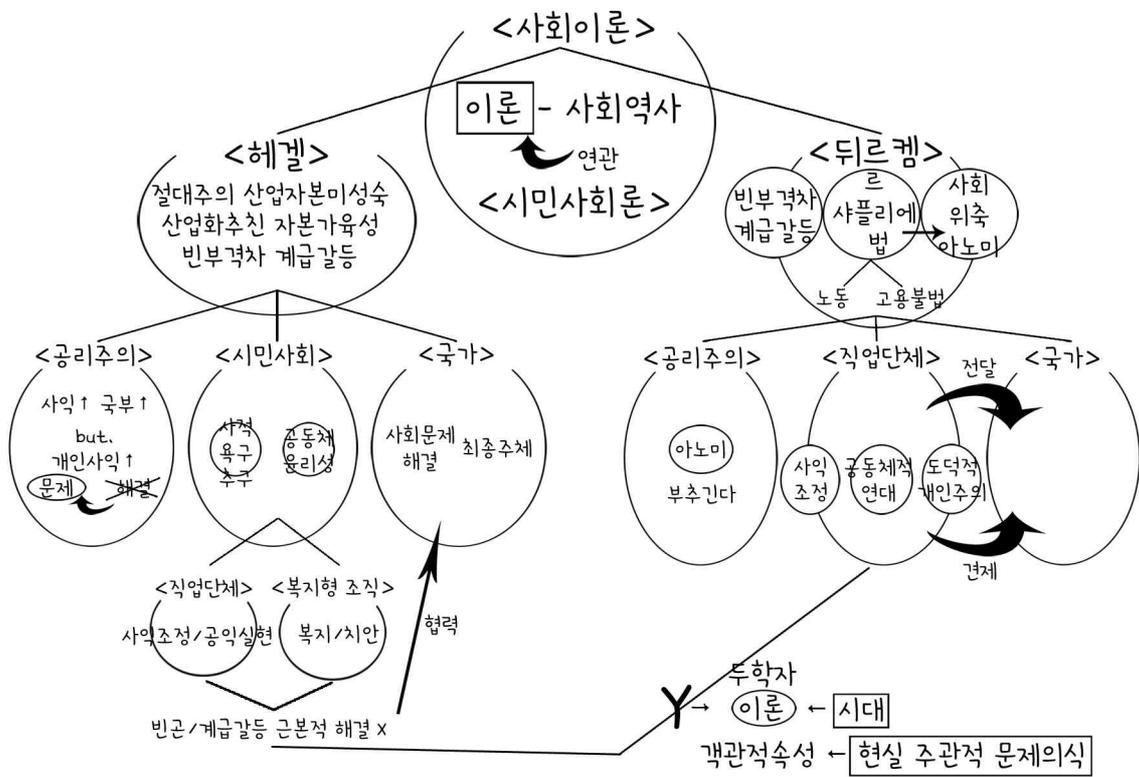 <사회이론>
이론 - 사회역사
연관
<시민사회론>
<헤겔>
절대주의 산업자본미성숙
산업화추친 자본가육성
빈부격차 계급갈등
<뒤르켐>
빈부격차
계급갈등
르
샤플리에
법
사회
위축
아노미
노동
고용불법
<공리주의>
사익↑ 국부↑
but.
개인사익↑
문제
해결
<시민사회>
사적
욕구
추구
공동체
윤리성
<국가>
사회문제
해결
최종주체
<직업단체>
사익조정/공익실현
<복지형 조직>
복지/치안
협력
빈곤/계급갈등 근본적 해결 x
<공리주의>
아노미
부추긴다
<직업단체>
사익
조정
공동체적
연대
도덕적
개인주의
전달
견제
<국가>
두학자
Y → 이론 ← 시대
객관적속성 ← 현실 주관적 문제의식